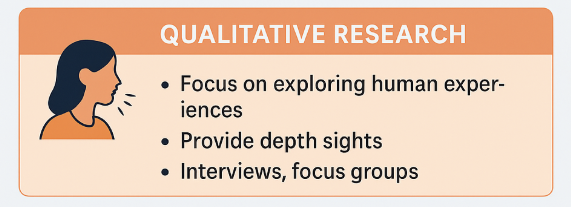 QUALITATIVE RESEARCH
• Focus on exploring human exper-
iences
• Provide depth sights
• Interviews, focus groups